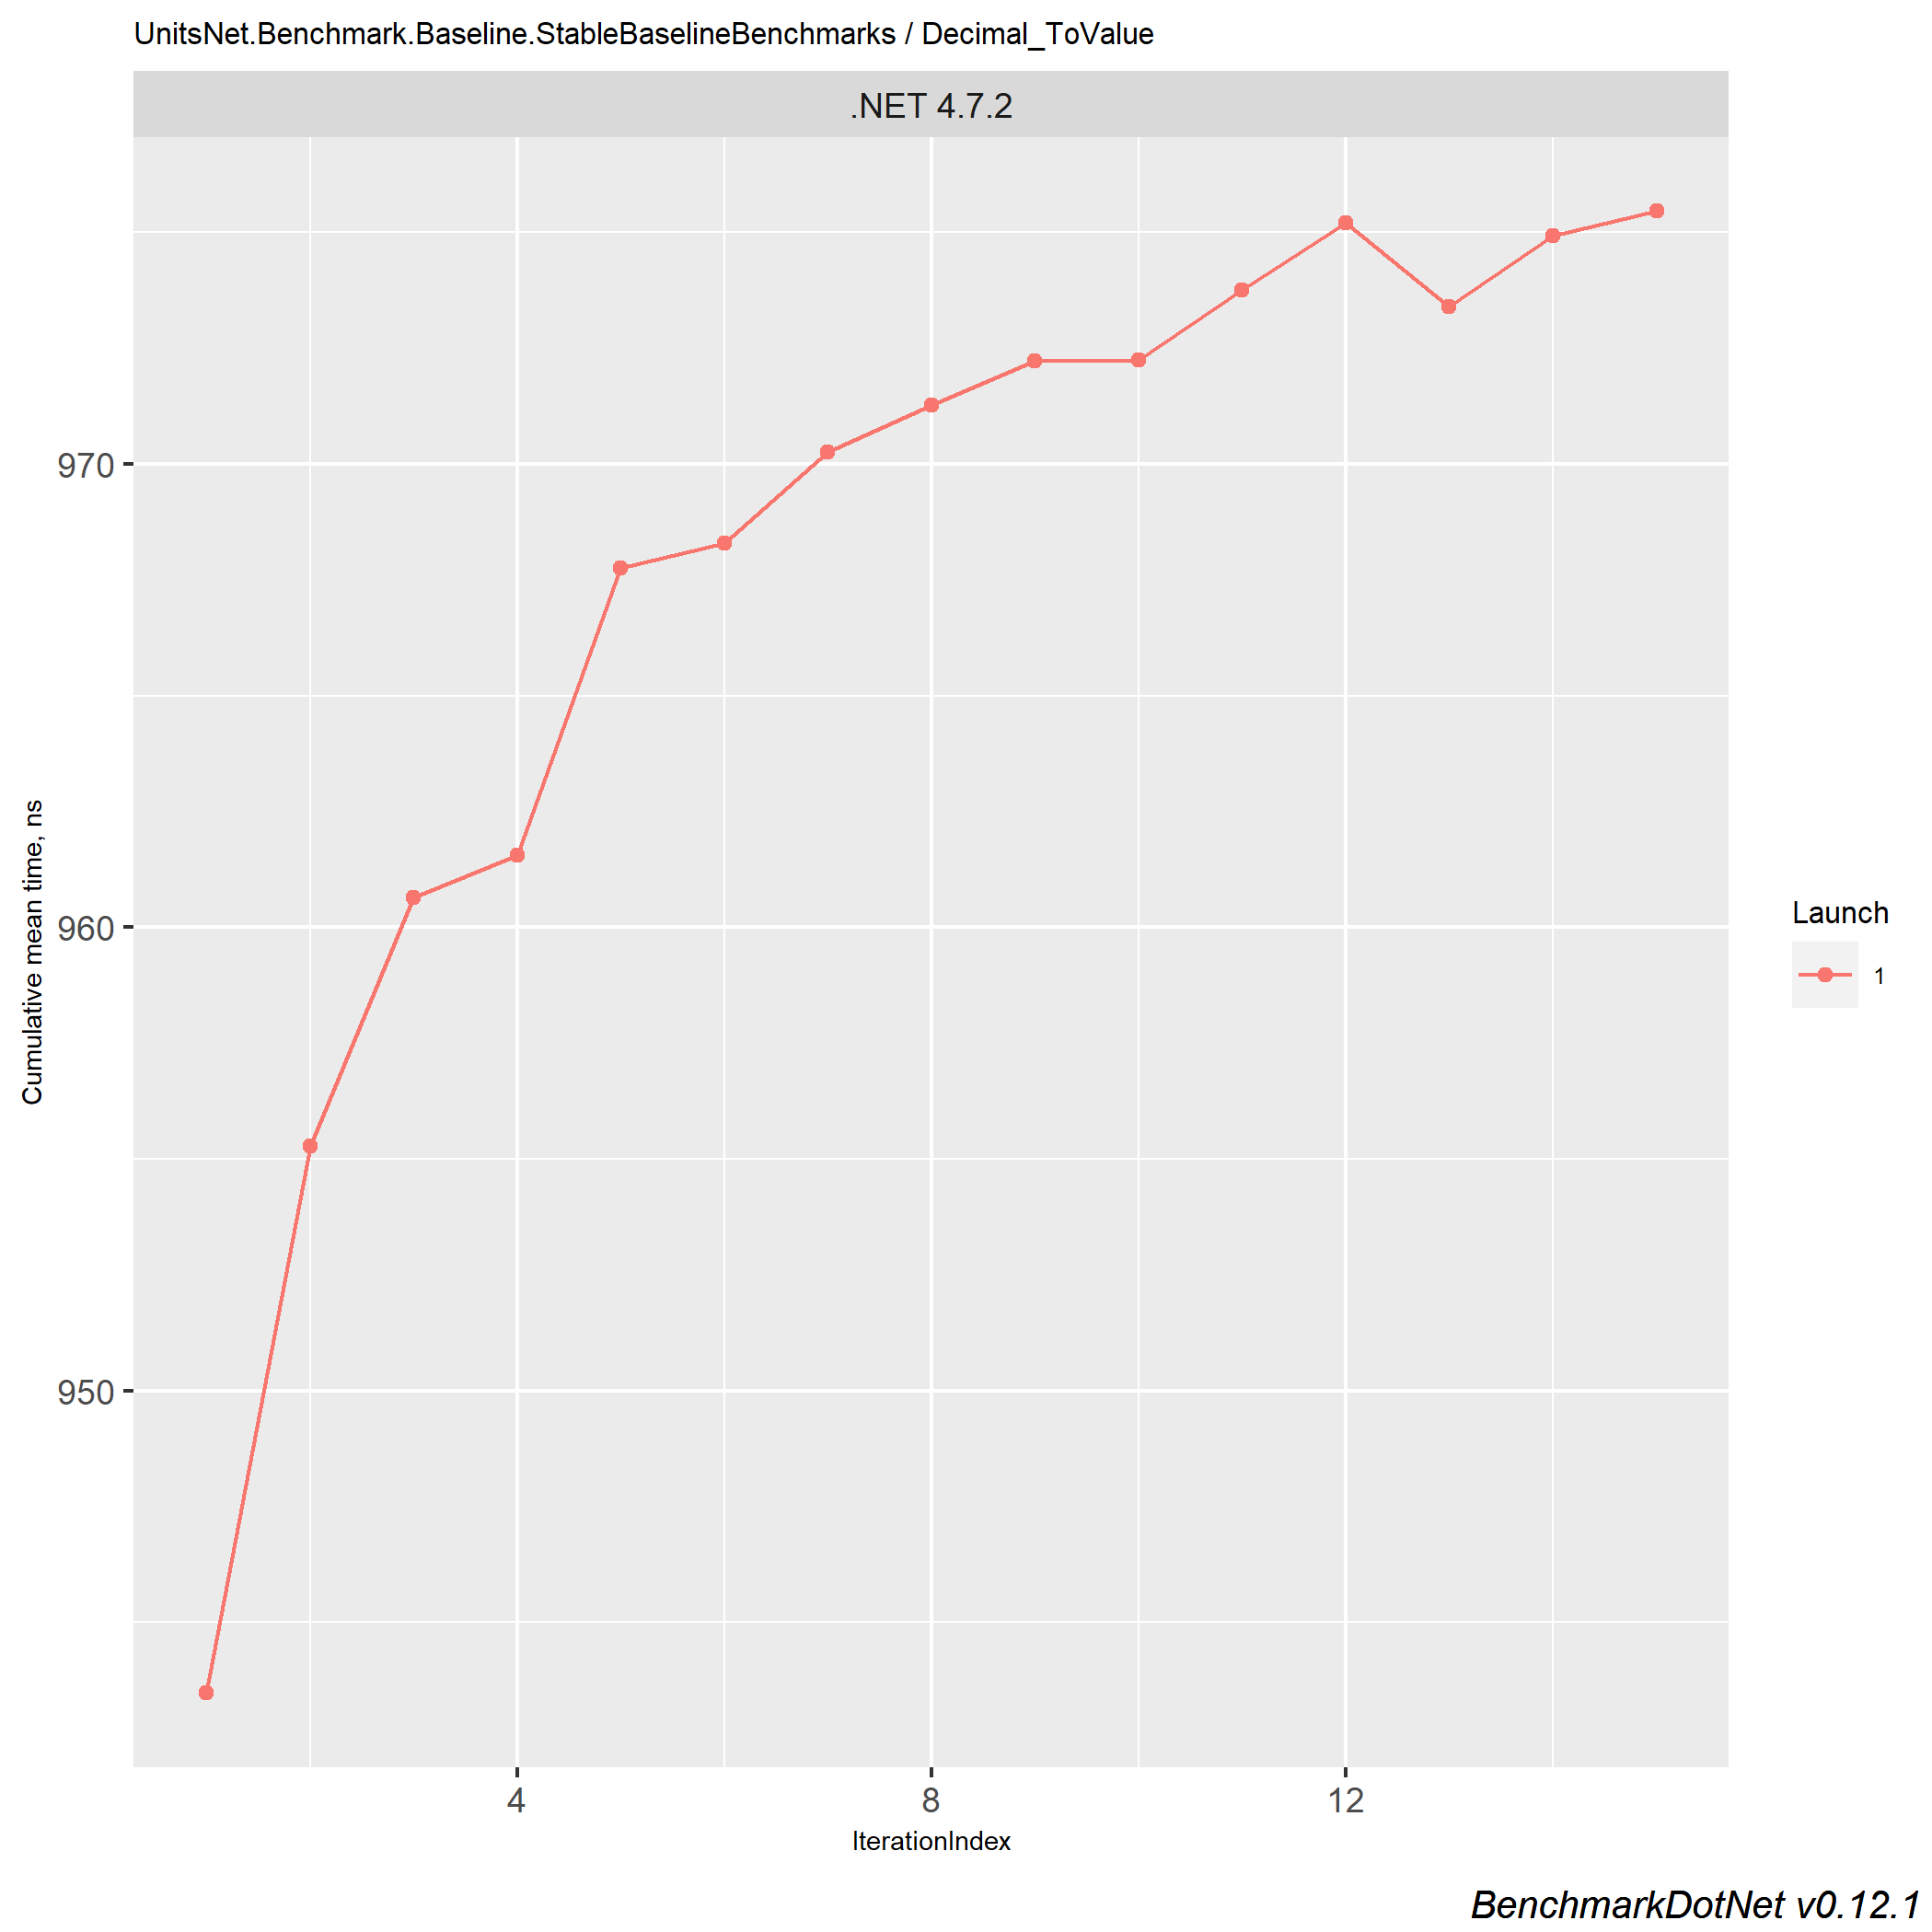 UnitsNet.Benchmark.Baseline.StableBaselineBenchmarks / Decimal_ToValue
.NET 4.7.2
970
960
950
Cumulative mean time, ns
4
8
12
IterationIndex
Launch
1
BenchmarkDotNet v0.12.1